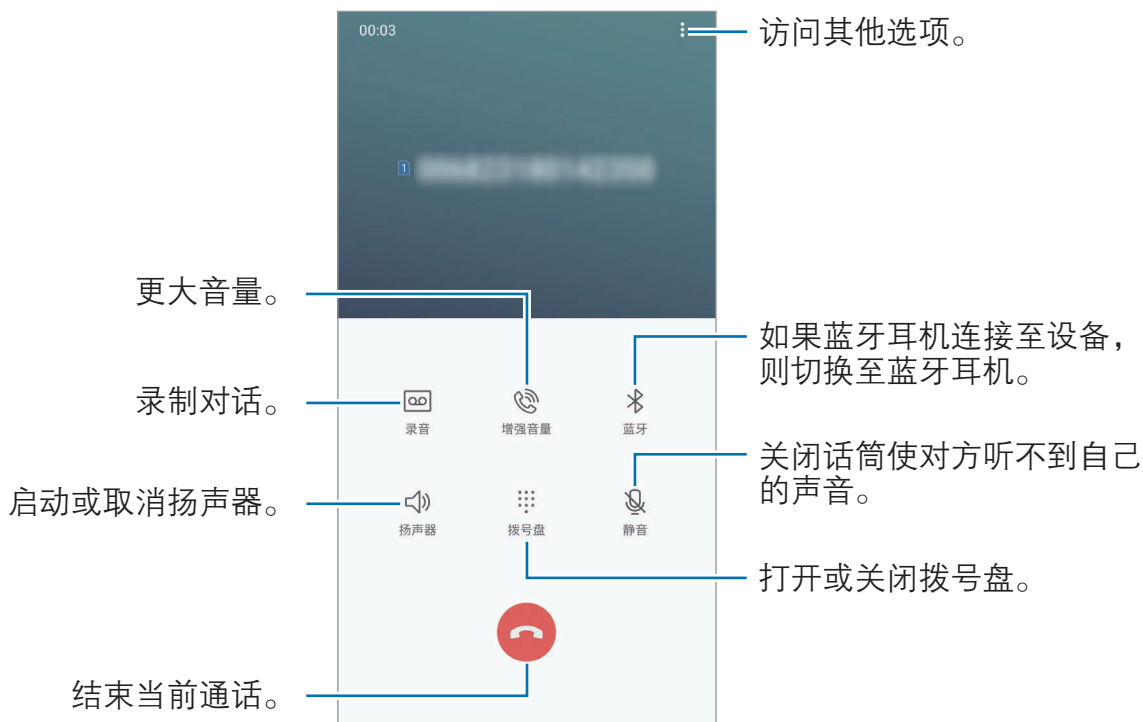 00:03
访问其他选项。
1
更大音量。
如果蓝牙耳机连接至设备，
则切换至蓝牙耳机。
录制对话。
录音
增强音量
蓝牙
关闭话筒使对方听不到自己
的声音。
启动或取消扬声器。
扬声器
拨号盘
静音
打开或关闭拨号盘。
结束当前通话。